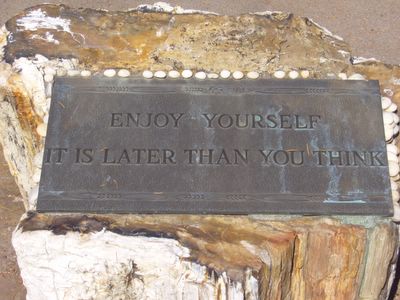 ENJOY YOURSELF
IT IS LATER THAN YOU THINK